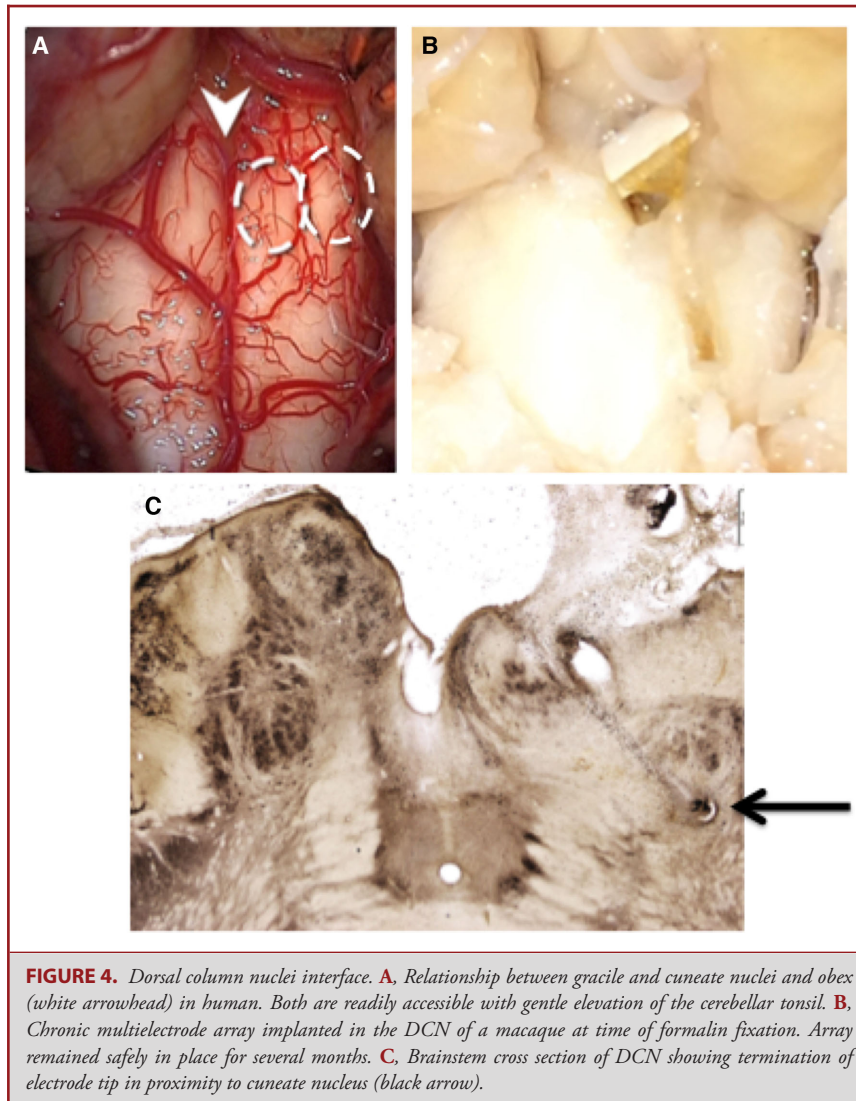 A
B
C
FIGURE 4. Dorsal column nuclei interface. A, Relationship between gracile and cuneate nuclei and obex
(white arrowhead) in human. Both are readily accessible with gentle elevation of the cerebellar tonsil. B,
Chronic multielectrode array implanted in the DCN of a macaque at time of formalin fixation. Array
remained safely in place for several months. C, Brainstem cross section of DCN showing termination of
electrode tip in proximity to cuneate nucleus (black arrow).